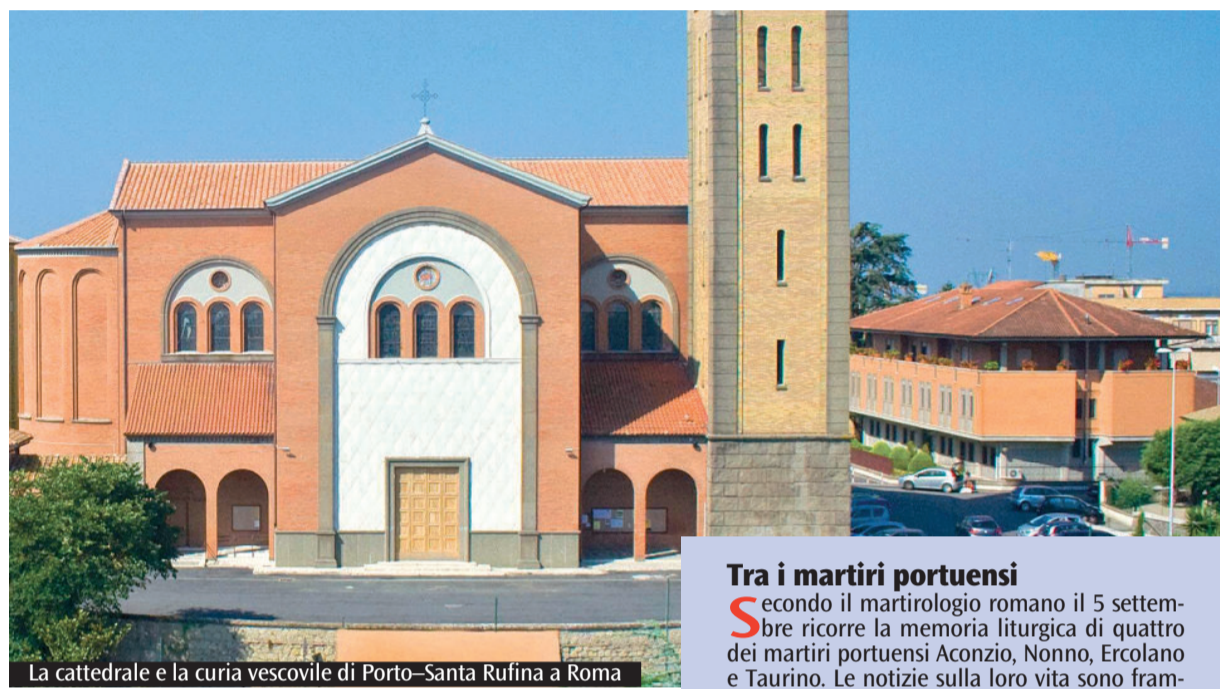 La cattedrale e la curia vescovile di Porto–Santa Rufina a Roma
Tra i martiri portuensi
Secondo il martirologio romano il 5 settem-
bre ricorre la memoria liturgica di quattro
dei martiri portuensi Aconzio, Nonno, Ercolano
e Taurino. Le notizie sulla loro vita sono fram-